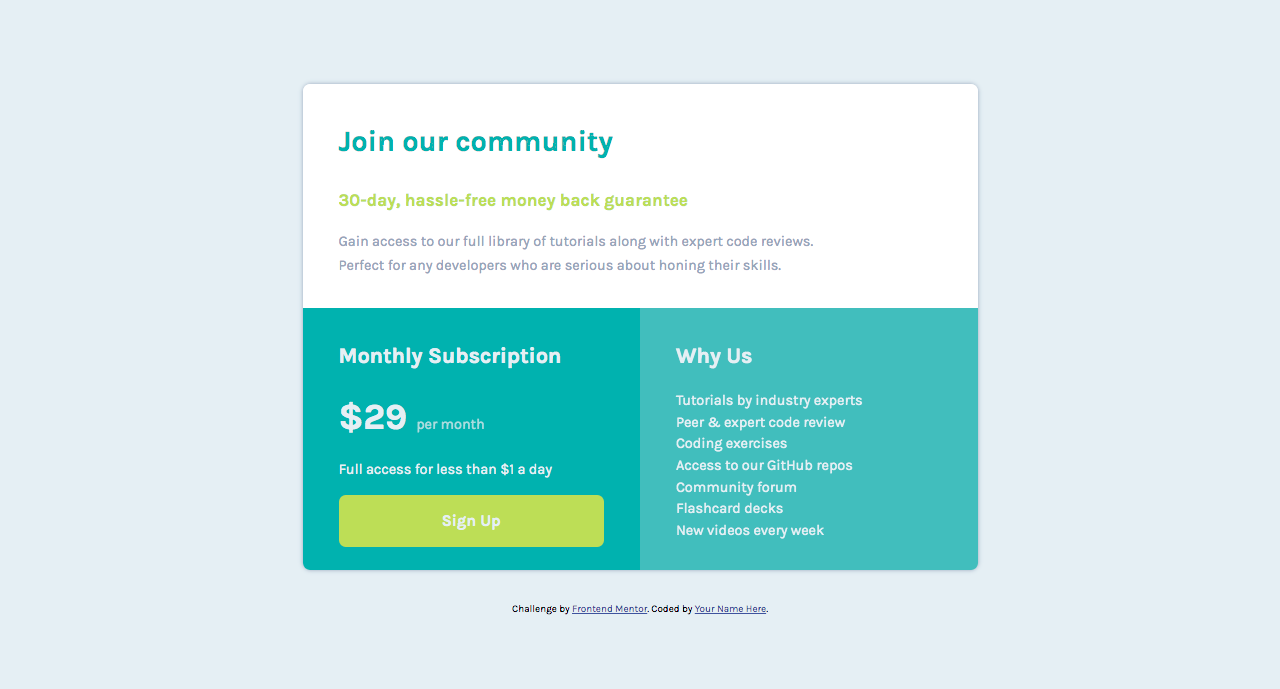 Join our community
30-day, hassle-free money back guarantee
Gain access to our full library of tutorials along with expert code reviews.
Perfect for any developers who are serious about honing their skills.
Monthly Subscription
$29 per month
Full access for less than $1 a day
Sign Up
Why Us
Tutorials by industry experts
Peer & expert code review
Coding exercises
Access to our GitHub repos
Community forum
Flashcard decks
New videos every week
Challenge by Frontend Mentor. Coded by Your Name Here.